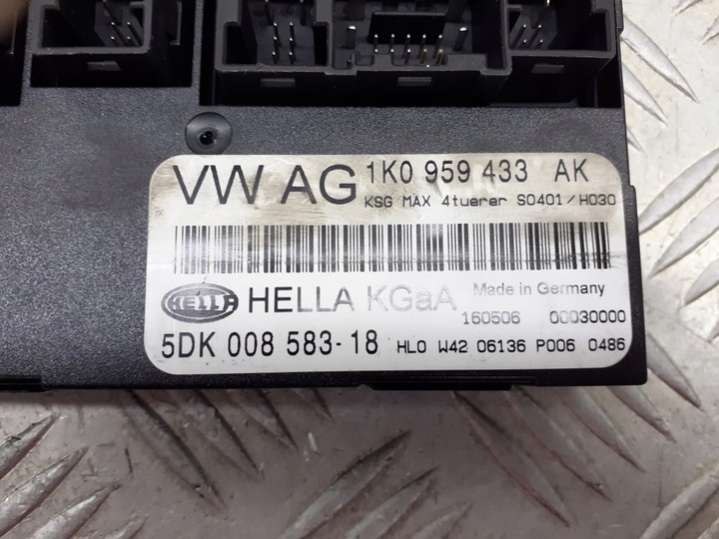 VW AG 1K0 959 433 AK
KSG MAX 4tuerer S0401/H030
HELLA HELLA KGaA Made in Germany
160506 00030000
5DK 008 583-18 HL0 W42 06136 P006 0486